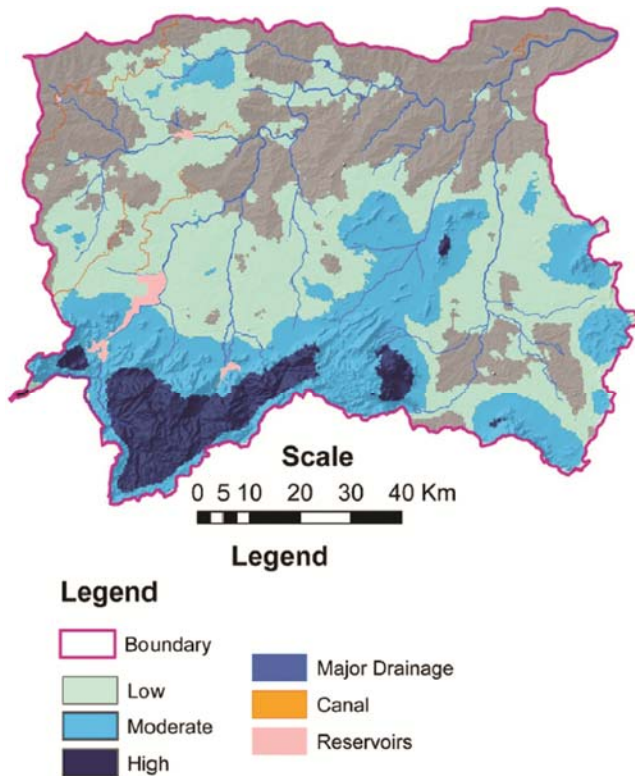 Scale
0 5 10 20 30 40 Km
Legend
Legend
Boundary
Low
Moderate
High
Major Drainage
Canal
Reservoirs